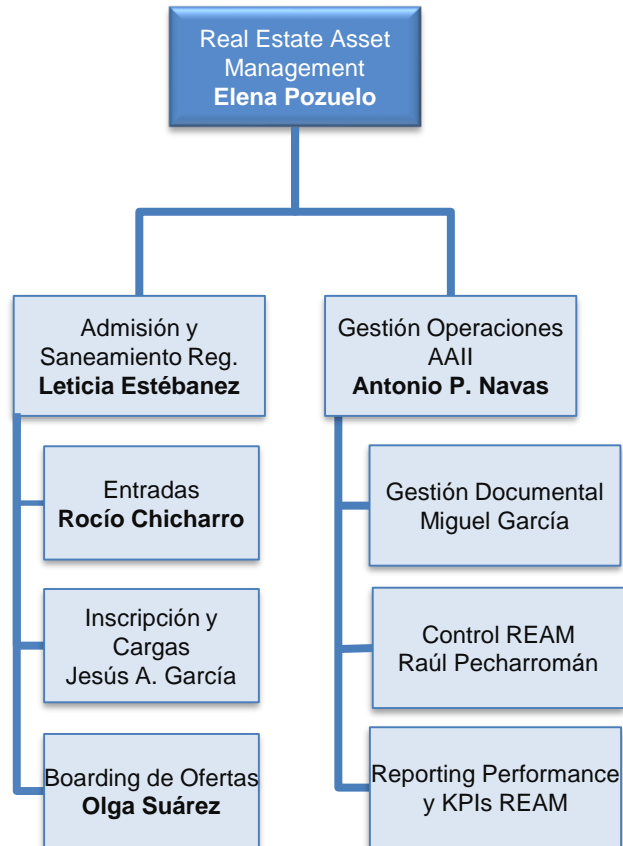 Real Estate Asset
Management
Elena Pozuelo
Admisión y
Saneamiento Reg.
Leticia Estébanez
Entradas
Rocío Chicharro
Inscripción y
Cargas
Jesús A. García
Boarding de Ofertas
Olga Suárez
Gestión Operaciones
AAII
Antonio P. Navas
Gestión Documental
Miguel García
Control REAM
Raúl Pecharromán
Reporting Performance
y KPIs REAM